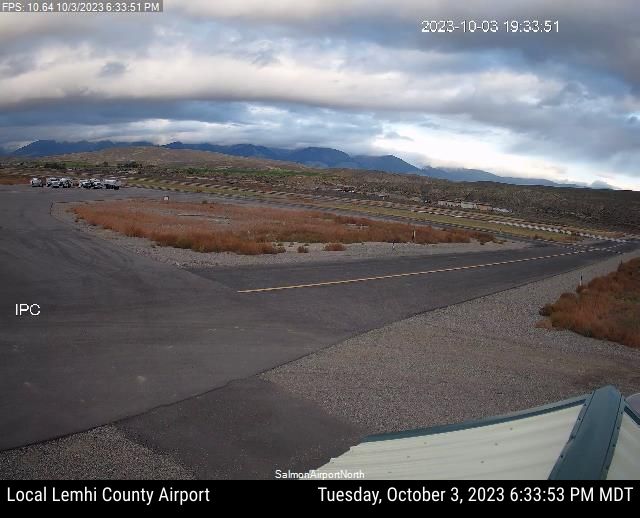 FPS: 10.64 10/3/2023 6:33:51 PM
2023-10-03 19:33:51
IPC
SalmonAirportNorth
Local Lemhi County Airport
Tuesday, October 3, 2023 6:33:53 PM MDT